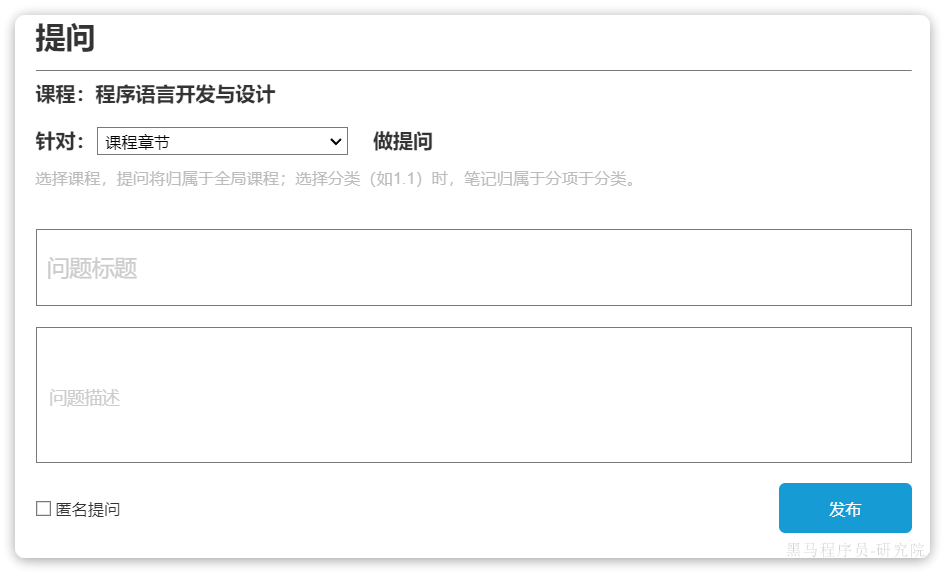 提问
课程：程序语言开发与设计
针对： 课程章节 做提问
选择课程，提问将归属于全局课程；选择分类（如1.1）时，笔记归属于分项于分类。
问题标题
问题描述
匿名提问 发布
黑马程序员-研究院